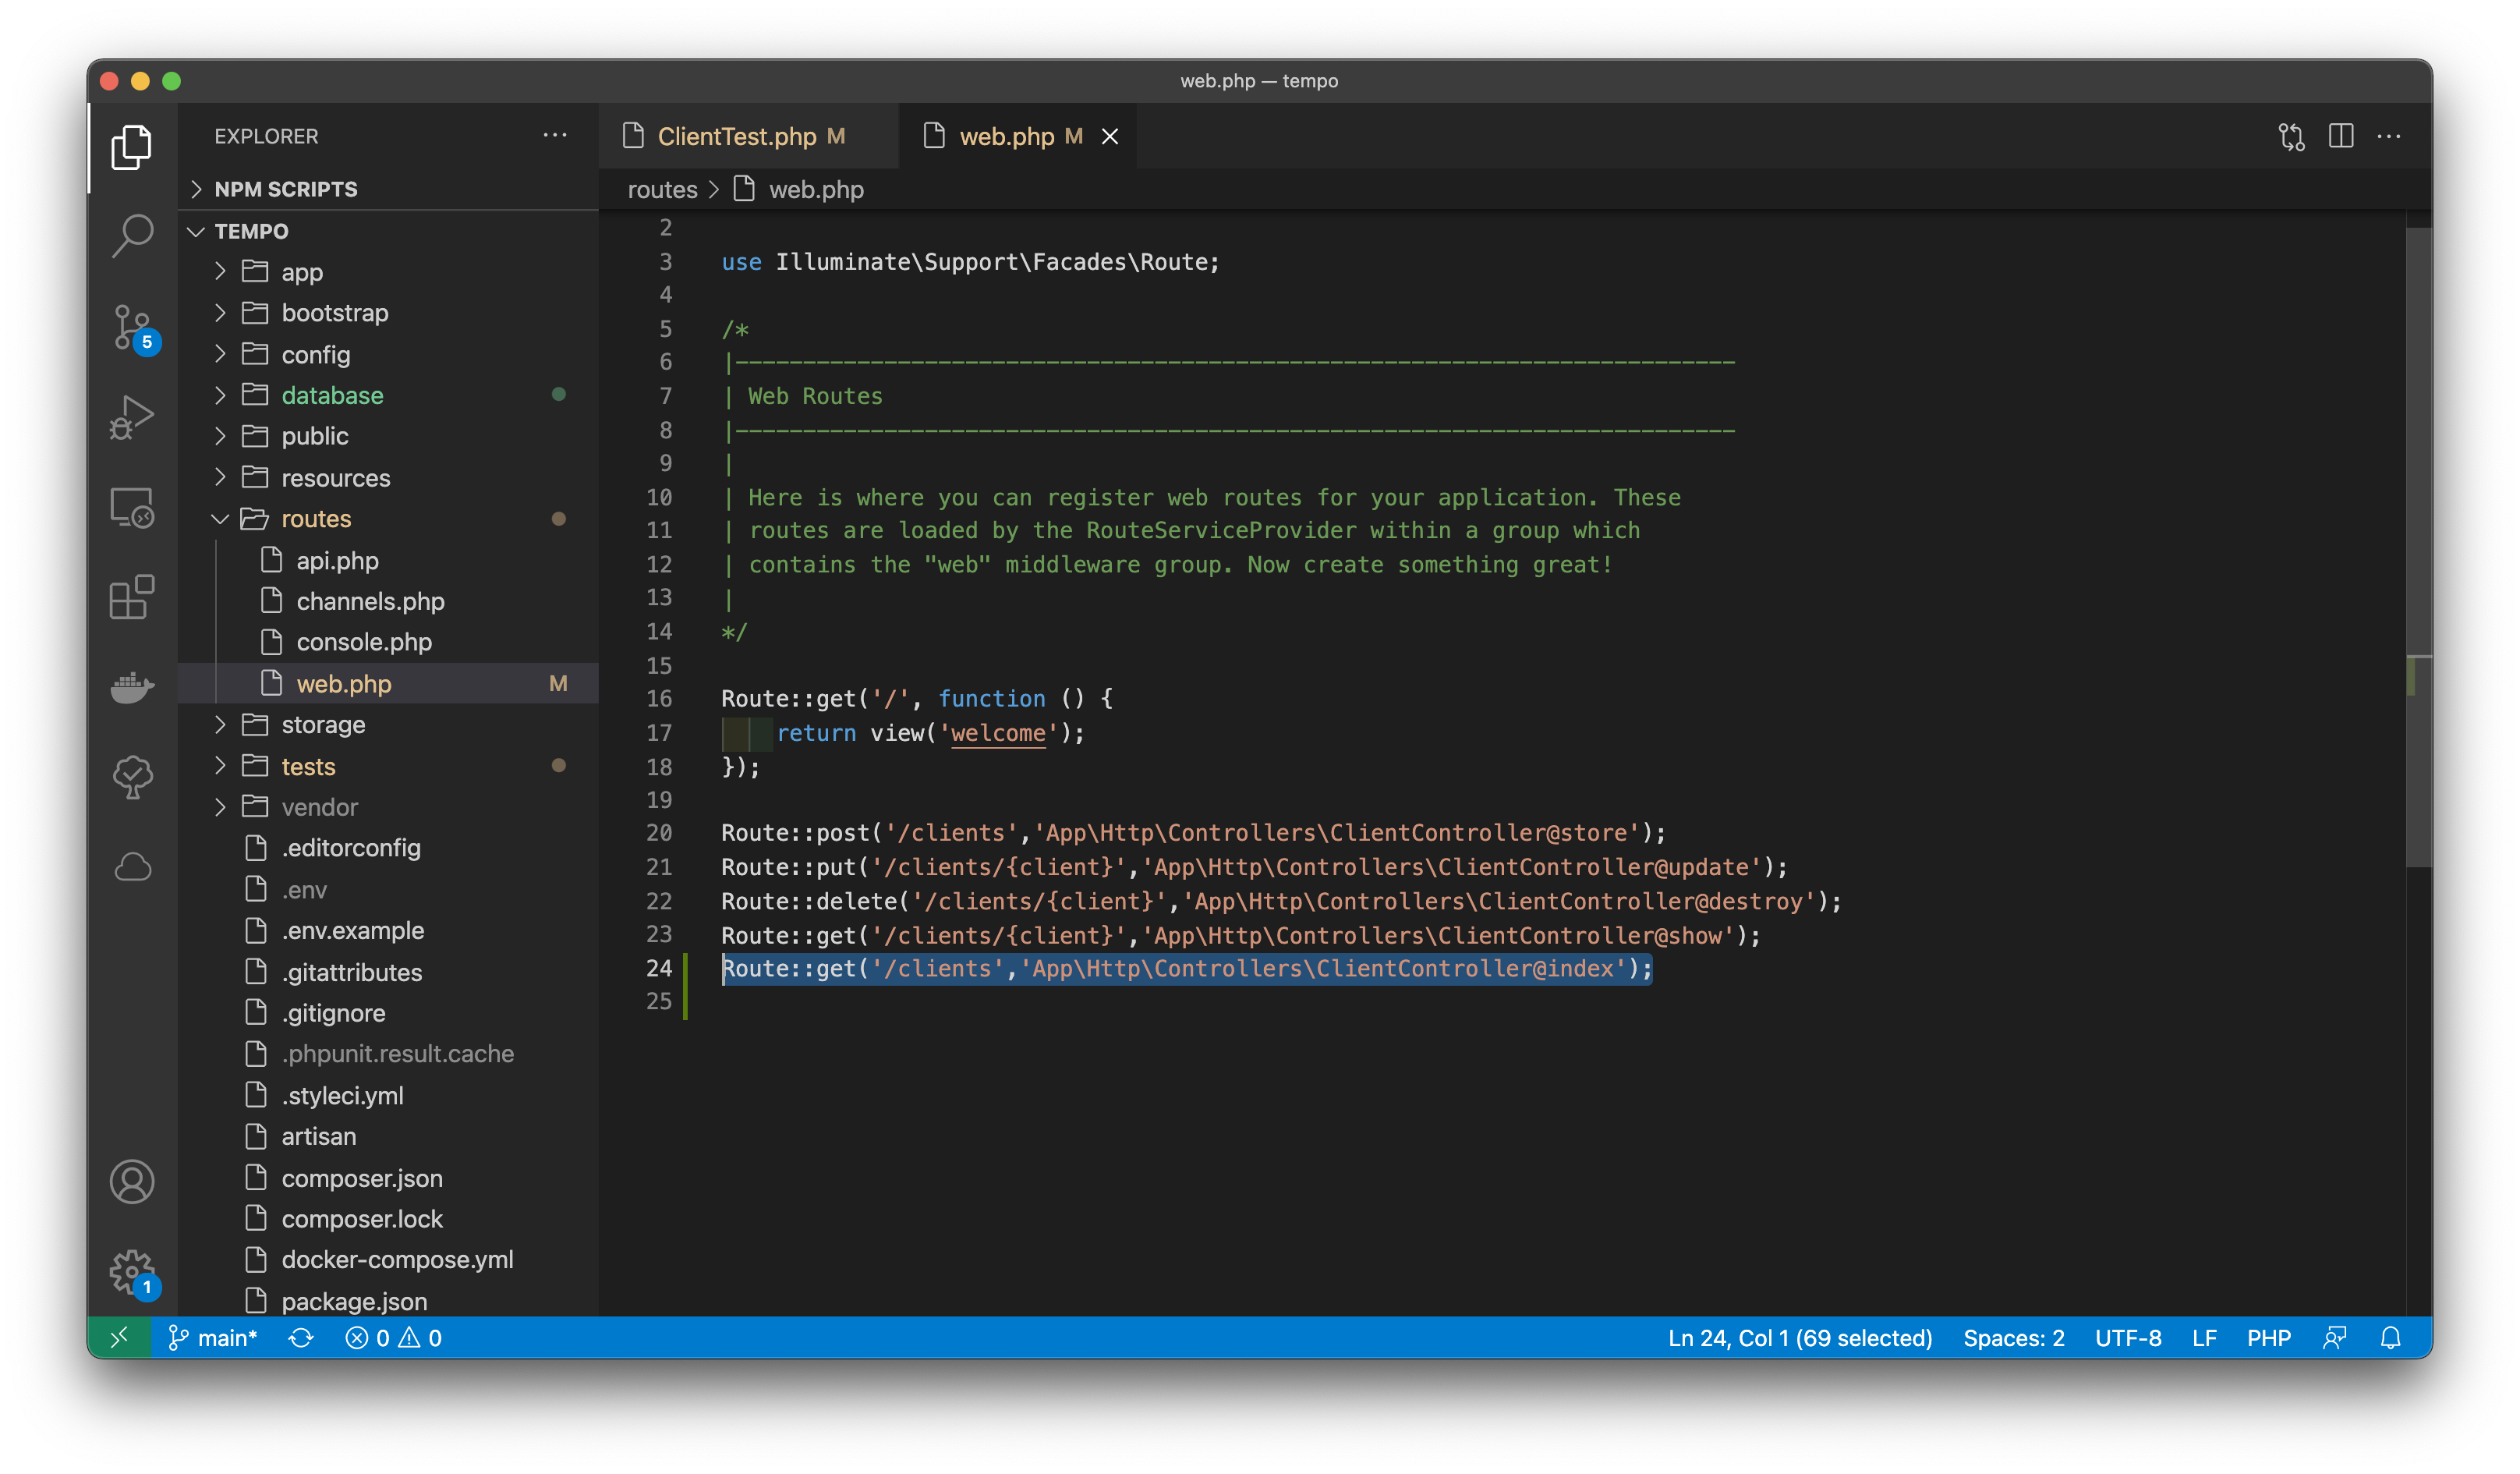 web.php — tempo
EXPLORER
NPM SCRIPTS
TEMPO
app
bootstrap
config
database
public
resources
routes
api.php
channels.php
console.php
web.php M
storage
tests
vendor
.editorconfig
.env
.env.example
.gitattributes
.gitignore
.phpunit.result.cache
.styleci.yml
artisan
composer.json
composer.lock
docker-compose.yml
package.json
5
1
ClientTest.php M
web.php M
routes > web.php
2
3 use Illuminate\Support\Facades\Route;
4
5 /*
6 |--------------------------------------------------------------------------
7 | Web Routes
8 |--------------------------------------------------------------------------
9 |
10 | Here is where you can register web routes for your application. These
11 | routes are loaded by the RouteServiceProvider within a group which
12 | contains the "web" middleware group. Now create something great!
13 |
14 */
15
16 Route::get('/', function () {
17     return view('welcome');
18 });
19
20 Route::post('/clients','App\Http\Controllers\ClientController@store');
21 Route::put('/clients/{client}','App\Http\Controllers\ClientController@update');
22 Route::delete('/clients/{client}','App\Http\Controllers\ClientController@destroy');
23 Route::get('/clients/{client}','App\Http\Controllers\ClientController@show');
24 Route::get('/clients','App\Http\Controllers\ClientController@index');
25
main* 0 0 Ln 24, Col 1 (69 selected) Spaces: 2 UTF-8 LF PHP